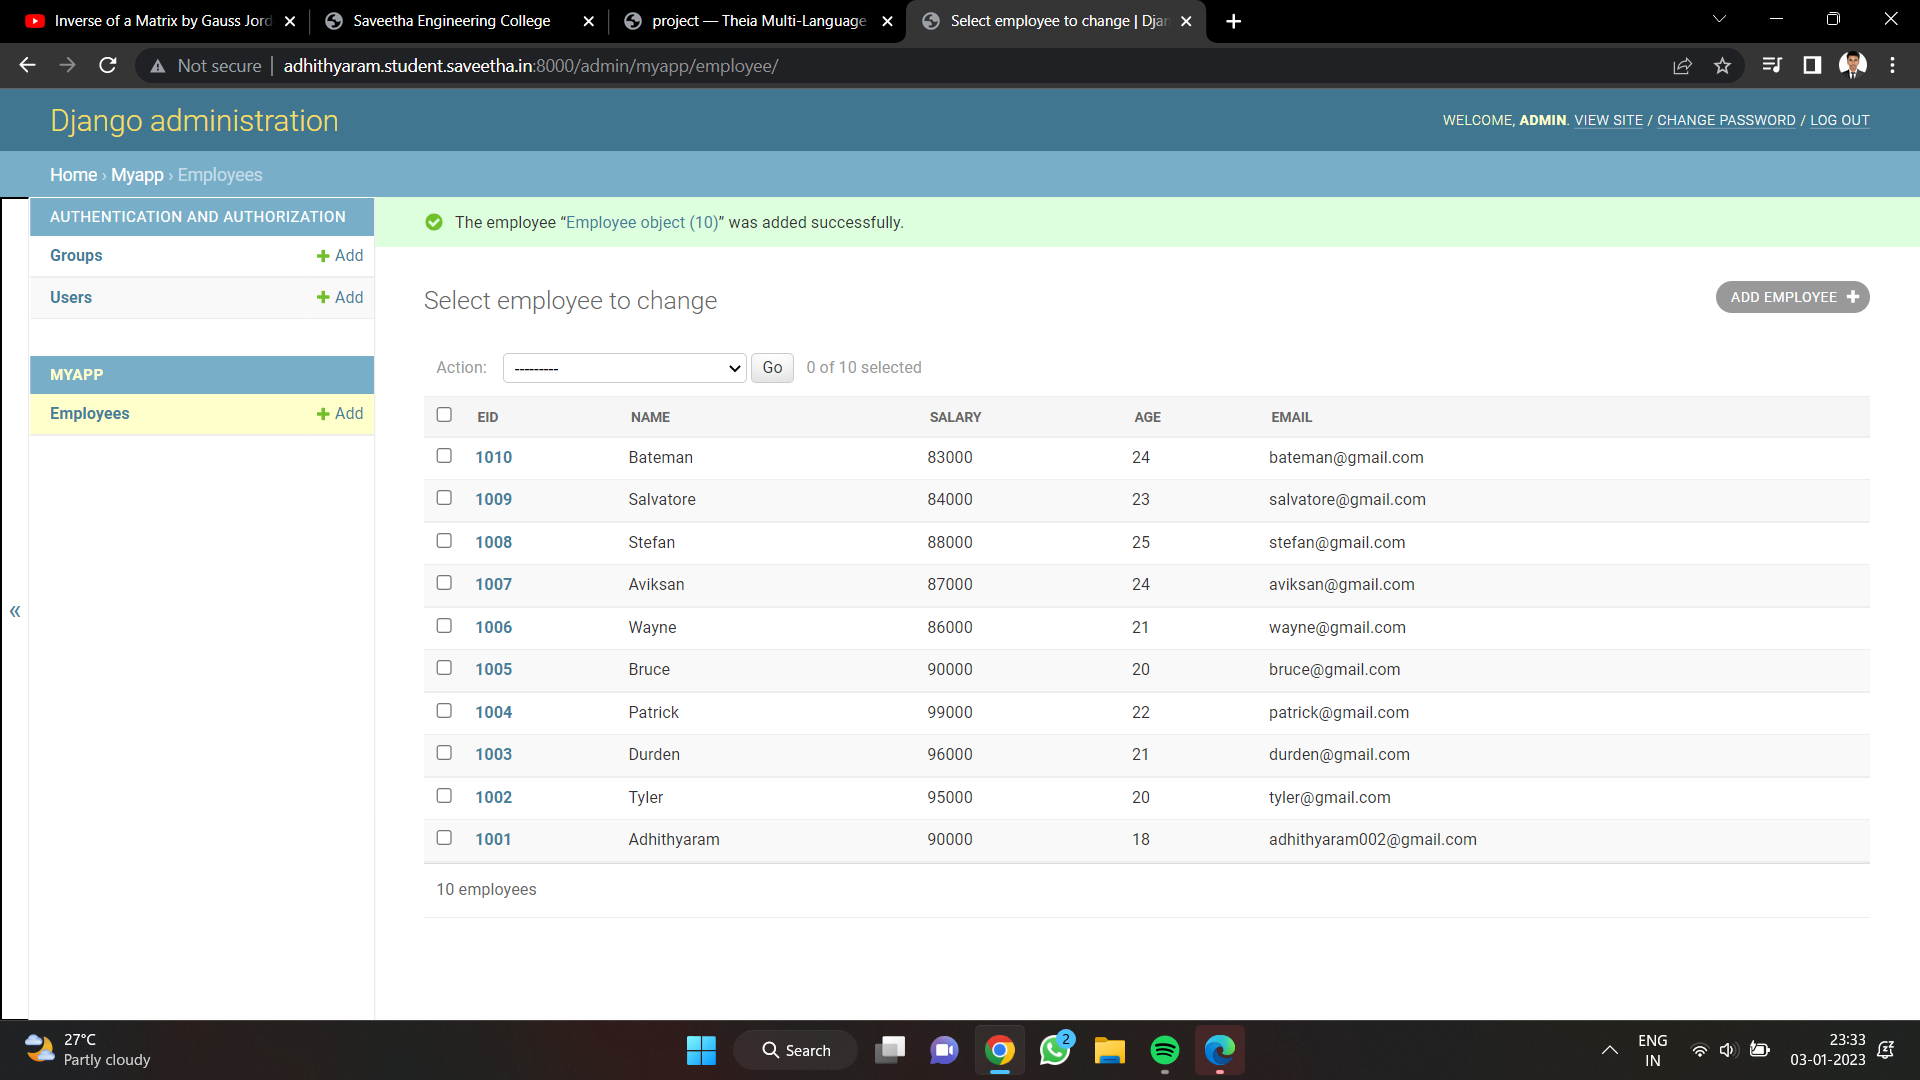 Inverse of a Matrix by Gauss Jord
Saveetha Engineering College
project — Theia Multi-Language
Select employee to change | Djan
Not secure | adhithyaram.student.saveetha.in:8000/admin/myapp/employee/
Django administration
WELCOME, ADMIN. VIEW SITE / CHANGE PASSWORD / LOG OUT
Home › Myapp › Employees
AUTHENTICATION AND AUTHORIZATION
Groups + Add
Users + Add
MYAPP
Employees + Add
«
The employee “Employee object (10)” was added successfully.
Select employee to change
ADD EMPLOYEE +
Action: --------- Go 0 of 10 selected
EID NAME SALARY AGE EMAIL
1010 Bateman 83000 24 bateman@gmail.com
1009 Salvatore 84000 23 salvatore@gmail.com
1008 Stefan 88000 25 stefan@gmail.com
1007 Aviksan 87000 24 aviksan@gmail.com
1006 Wayne 86000 21 wayne@gmail.com
1005 Bruce 90000 20 bruce@gmail.com
1004 Patrick 99000 22 patrick@gmail.com
1003 Durden 96000 21 durden@gmail.com
1002 Tyler 95000 20 tyler@gmail.com
1001 Adhithyaram 90000 18 adhithyaram002@gmail.com
10 employees
27°C
Partly cloudy
Search
2
ENG
IN
23:33
03-01-2023